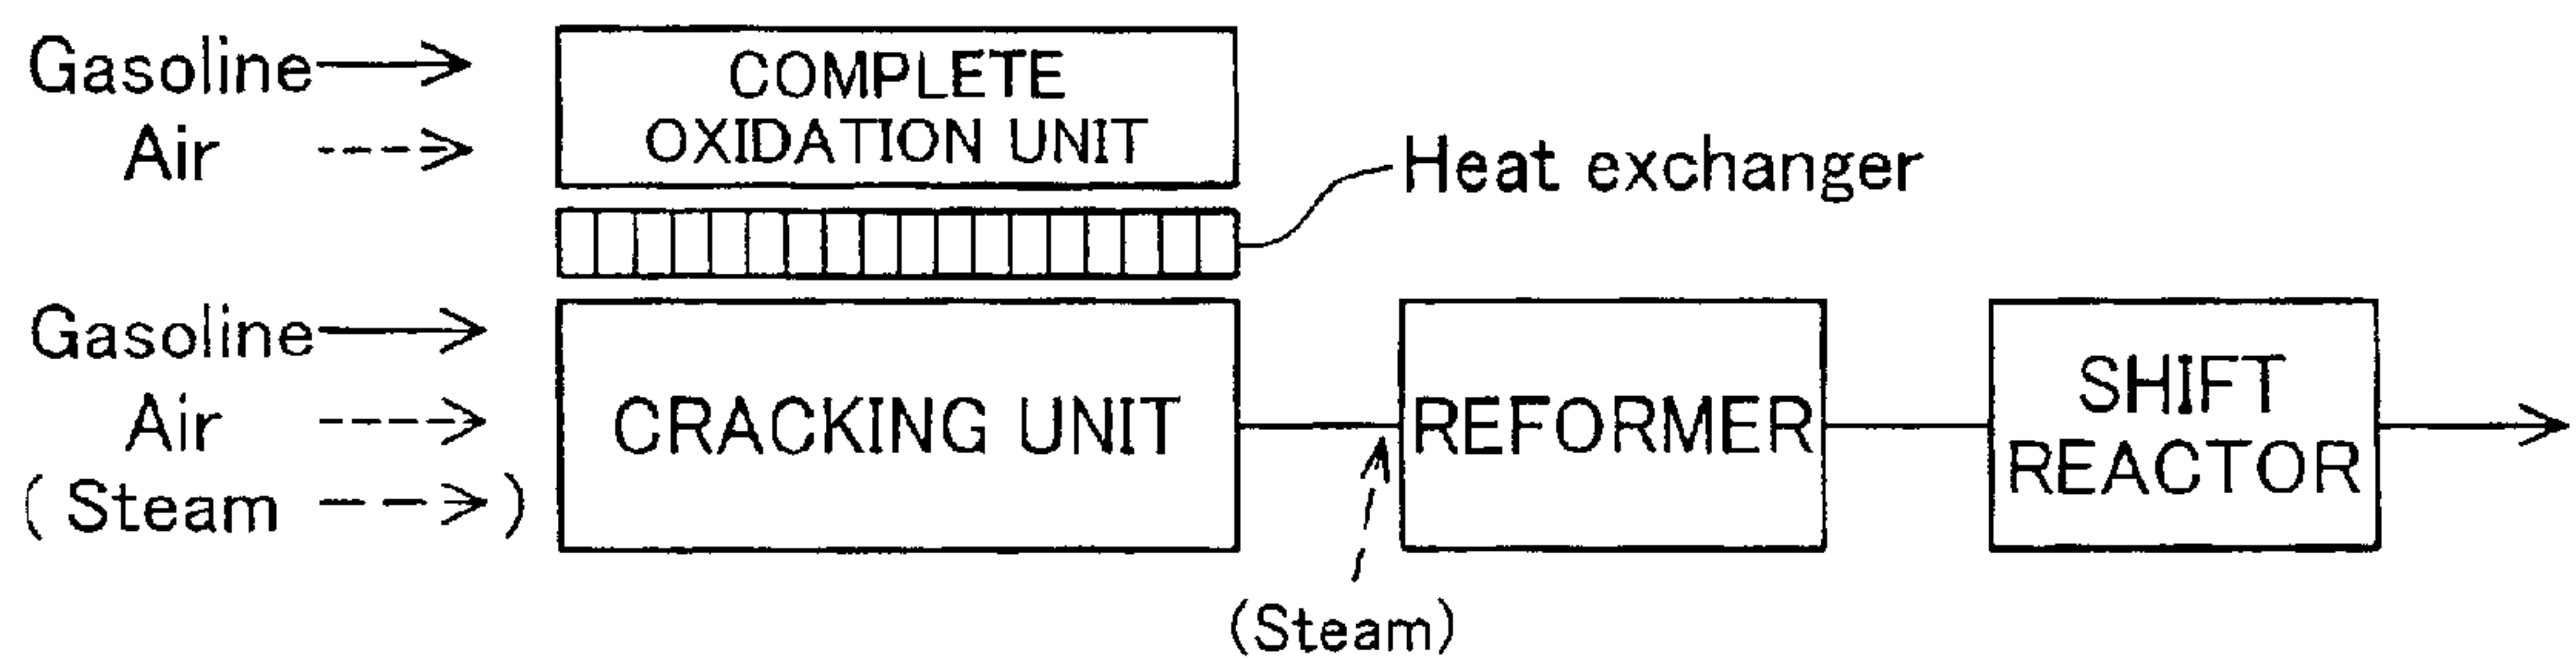 Gasoline
Air
COMPLETE
OXIDATION UNIT
Heat exchanger
Gasoline
Air
( Steam )
CRACKING UNIT
(Steam)
REFORMER
SHIFT
REACTOR